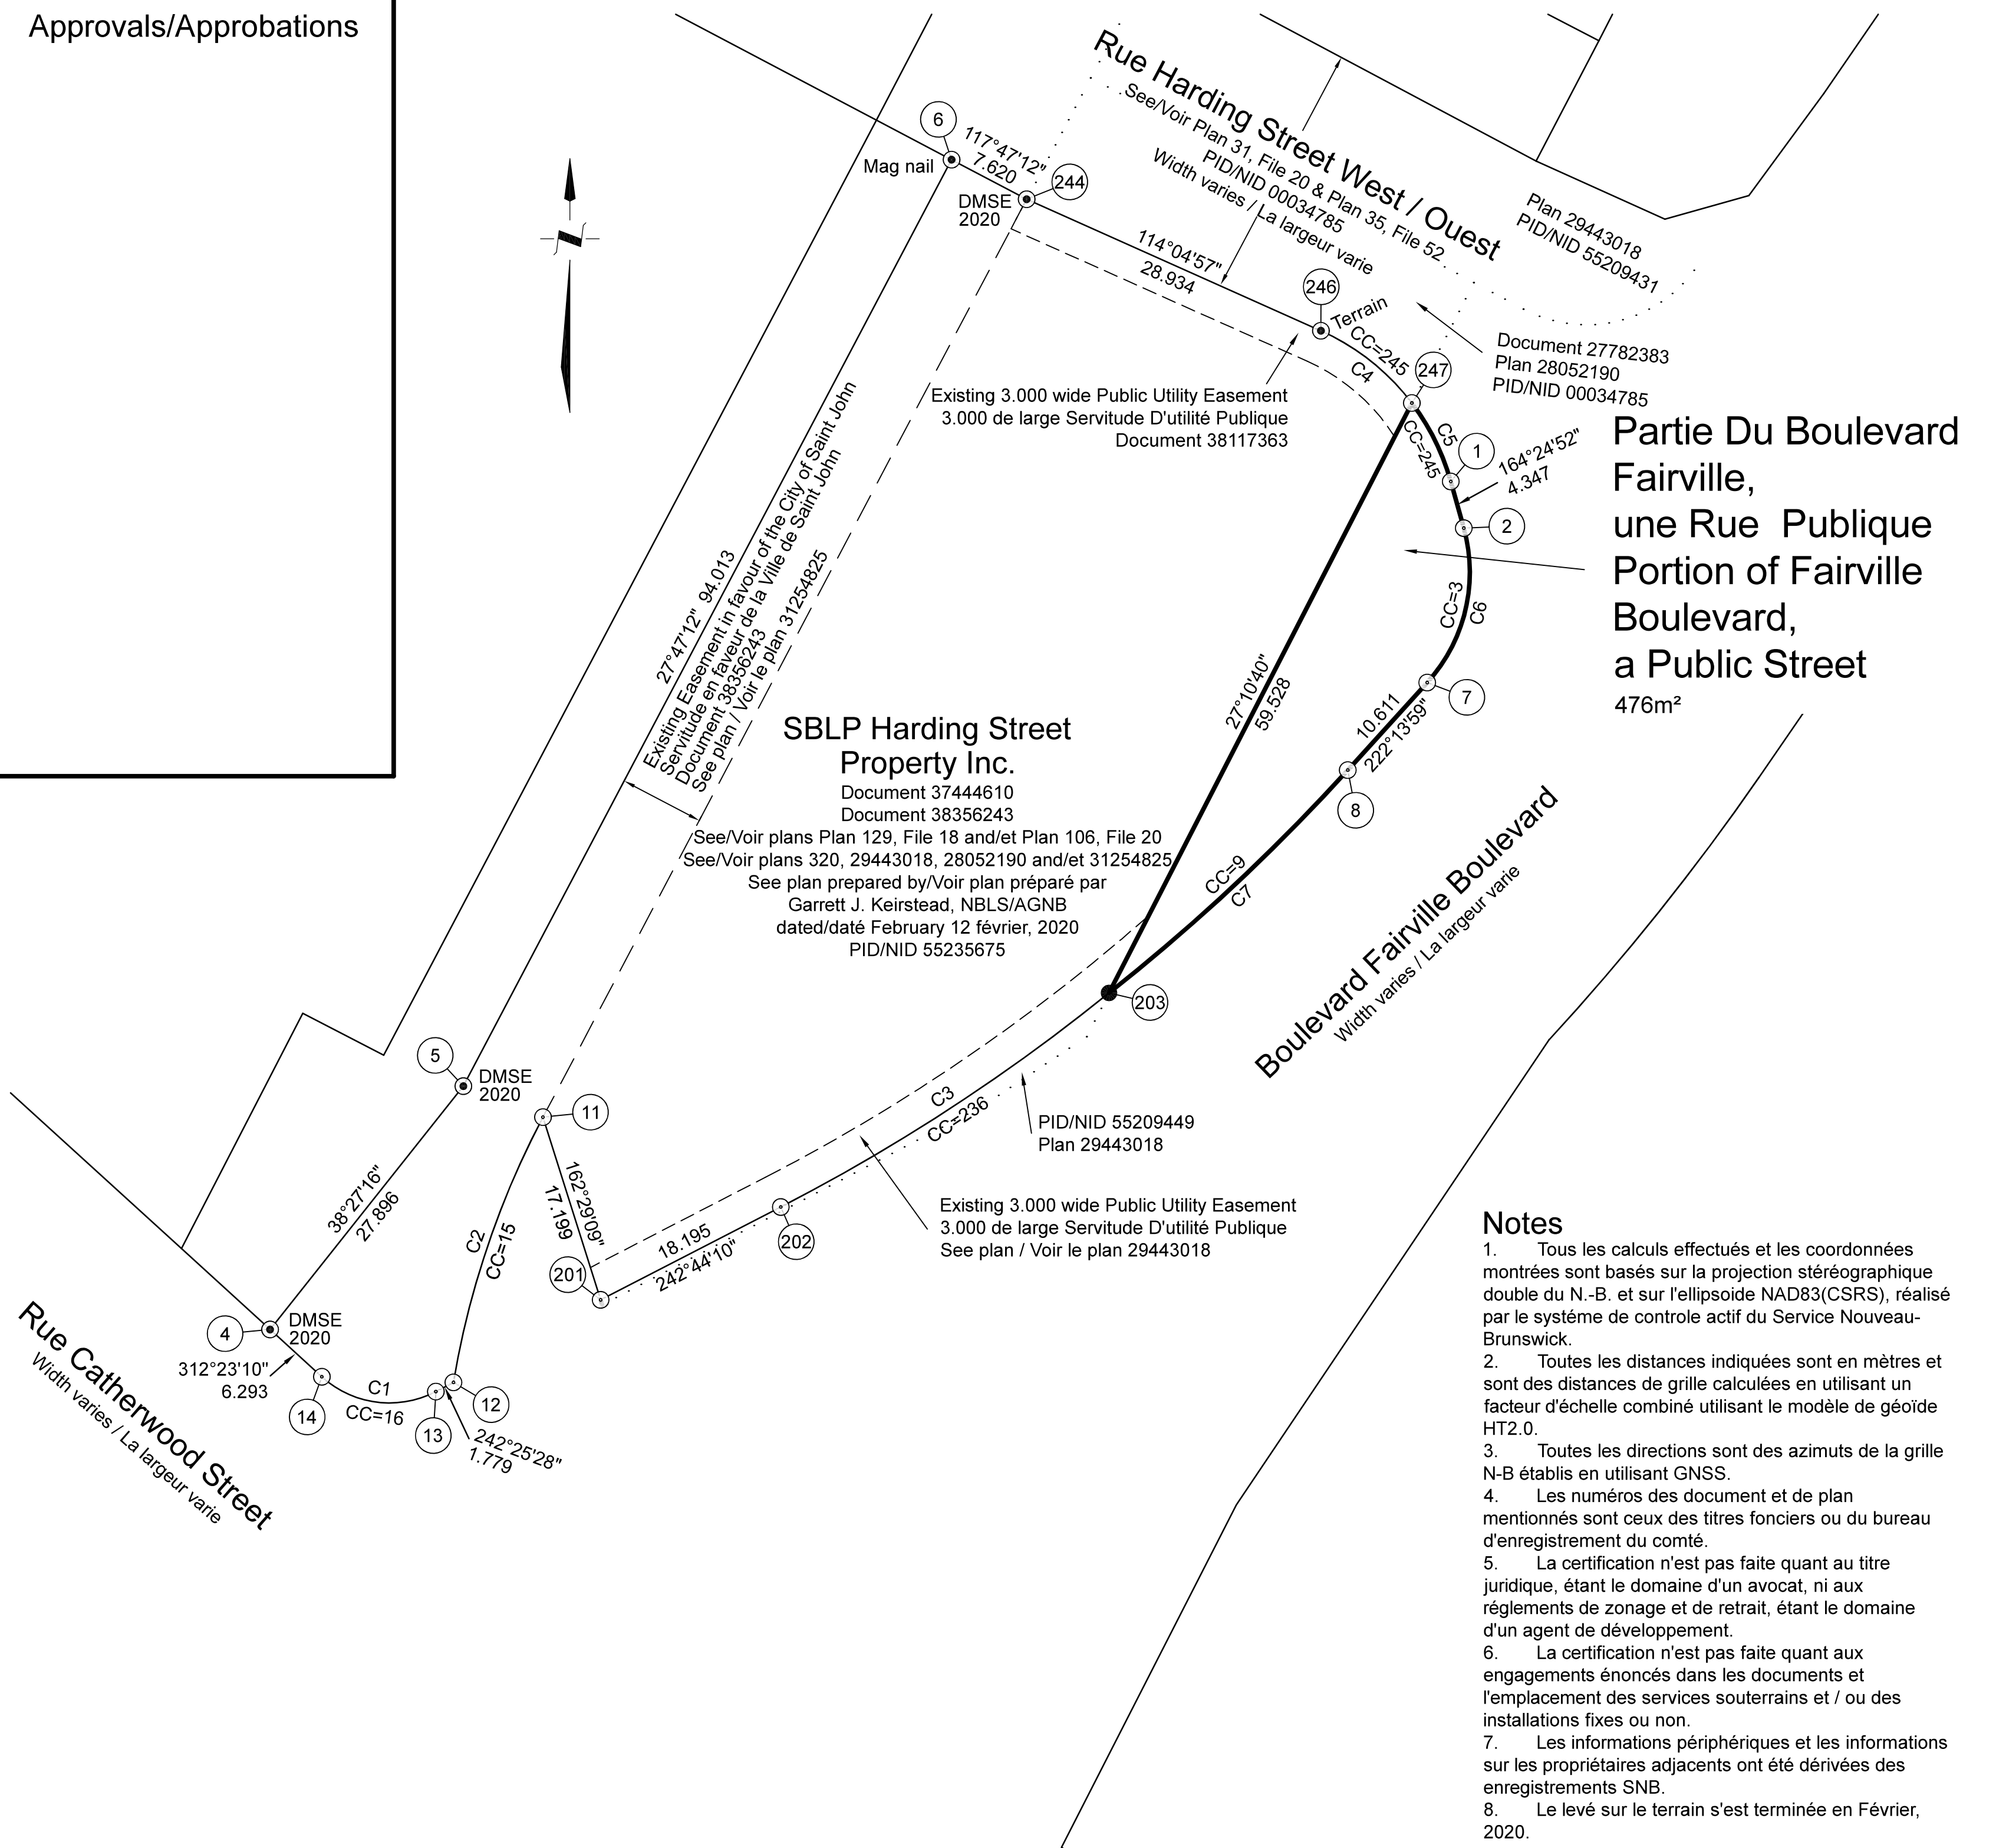 Approvals/Approbations
Rue Harding Street West / Ouest
See/Voir Plan 31, File 20 & Plan 35, File 52
PID/NID 00034785
Width varies / La largeur varie
Plan 29443018
PID/NID 55209431
6
117°47'12"
7.620
244
Mag nail
DMSE
2020
114°04'57"
28.934
246
Terrain
CC=245
C4
247
Document 27782383
Plan 28052190
PID/NID 00034785
Existing 3.000 wide Public Utility Easement
3.000 de large Servitude D'utilité Publique
Document 38117363
C5
CC=245
1
164°24'52"
4.347
2
Partie Du Boulevard
Fairville,
une Rue Publique
Portion of Fairville
Boulevard,
a Public Street
476m²
CC=3
C6
7
10.611
222°13'59"
8
27°10'40"
59.528
27°47'12" 94.013
Existing Easement in favour of the City of Saint John
Servitude en faveur de la Ville de Saint John
Document 38356243
See plan / Voir le plan 31254825
SBLP Harding Street
Property Inc.
Document 37444610
Document 38356243
See/Voir plans Plan 129, File 18 and/et Plan 106, File 20
See/Voir plans 320, 29443018, 28052190 and/et 31254825
See plan prepared by/Voir plan préparé par
Garrett J. Keirstead, NBLS/AGNB
dated/daté February 12 février, 2020
PID/NID 55235675
CC=9
C7
Boulevard Fairville Boulevard
Width varies / La largeur varie
203
5
DMSE
2020
11
C3
CC=236
PID/NID 55209449
Plan 29443018
162°29'09"
17.199
38°27'16"
27.896
C2
CC=15
201
18.195
242°44'10"
202
Existing 3.000 wide Public Utility Easement
3.000 de large Servitude D'utilité Publique
See plan / Voir le plan 29443018
4
DMSE
2020
312°23'10"
6.293
14
C1
CC=16
13
12
242°25'28"
1.779
Rue Catherwood Street
Width varies / La largeur varie
Notes
1. Tous les calculs effectués et les coordonnées
montrées sont basés sur la projection stéréographique
double du N.-B. et sur l'ellipsoide NAD83(CSRS), réalisé
par le systéme de controle actif du Service Nouveau-
Brunswick.
2. Toutes les distances indiquées sont en mètres et
sont des distances de grille calculées en utilisant un
facteur d'échelle combiné utilisant le modèle de géoïde
HT2.0.
3. Toutes les directions sont des azimuts de la grille
N-B établis en utilisant GNSS.
4. Les numéros des document et de plan
mentionnés sont ceux des titres fonciers ou du bureau
d'enregistrement du comté.
5. La certification n'est pas faite quant au titre
juridique, étant le domaine d'un avocat, ni aux
réglements de zonage et de retrait, étant le domaine
d'un agent de développement.
6. La certification n'est pas faite quant aux
engagements énoncés dans les documents et
l'emplacement des services souterrains et / ou des
installations fixes ou non.
7. Les informations périphériques et les informations
sur les propriétaires adjacents ont été dérivées des
enregistrements SNB.
8. Le levé sur le terrain s'est terminée en Février,
2020.